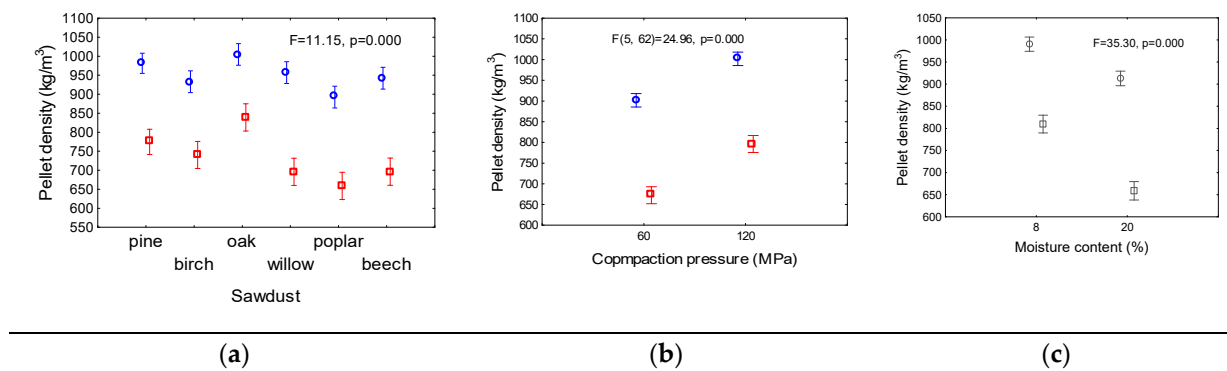 1100
1050
1000
950
900
850
800
750
700
650
600
550
Pellet density (kg/m³)
F=11.15, p=0.000
pine oak poplar
birch willow beech
Sawdust
1100
1050
1000
950
900
850
800
750
700
650
600
Pellet density (kg/m³)
F(5, 62)=24.96, p=0.000
60 120
Copmpaction pressure (MPa)
1050
1000
950
900
850
800
750
700
650
600
Pellet density (kg/m³)
F=35.30, p=0.000
8 20
Moisture content (%)
(a) (b) (c)